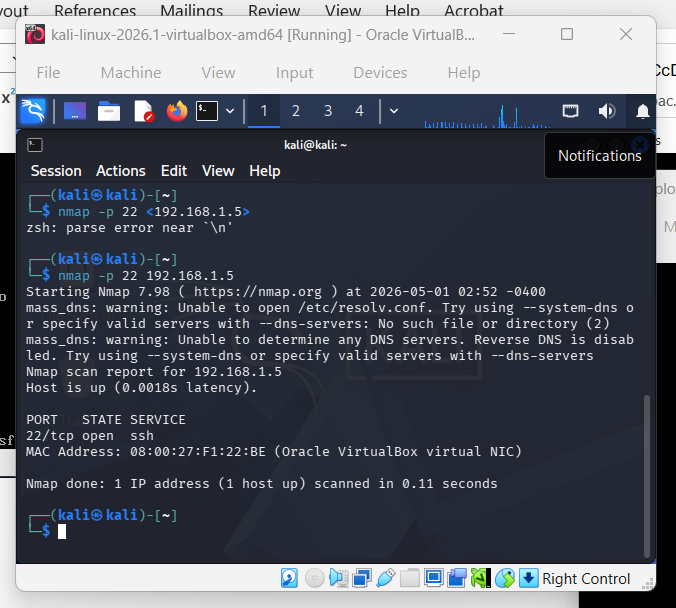 yout References Mailings Review View Help Acrobat
kali-linux-2026.1-virtualbox-amd64 [Running] - Oracle VirtualB...
File Machine View Input Devices Help
1 2 3 4
kali@kali: ~
Notifications
Session Actions Edit View Help
┌──(kali㉿kali)-[~]
└─$ nmap -p 22 <192.168.1.5>
zsh: parse error near `\n'
┌──(kali㉿kali)-[~]
└─$ nmap -p 22 192.168.1.5
Starting Nmap 7.98 ( https://nmap.org ) at 2026-05-01 02:52 -0400
mass_dns: warning: Unable to open /etc/resolv.conf. Try using --system-dns o
r specify valid servers with --dns-servers: No such file or directory (2)
mass_dns: warning: Unable to determine any DNS servers. Reverse DNS is disab
led. Try using --system-dns or specify valid servers with --dns-servers
Nmap scan report for 192.168.1.5
Host is up (0.0018s latency).
PORT   STATE SERVICE
22/tcp open  ssh
MAC Address: 08:00:27:F1:22:BE (Oracle VirtualBox virtual NIC)
Nmap done: 1 IP address (1 host up) scanned in 0.11 seconds
┌──(kali㉿kali)-[~]
└─$
Right Control